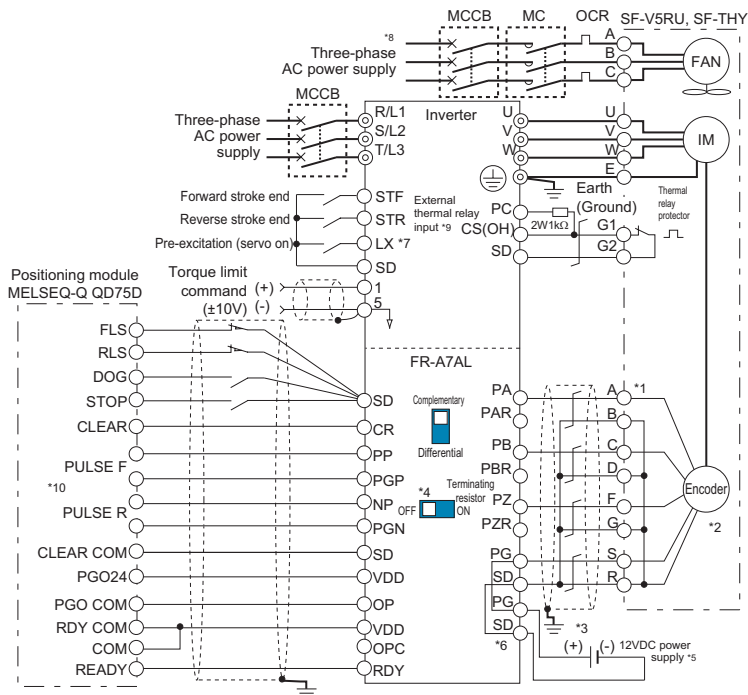 MCCB MC OCR SF-V5RU, SF-THY
*8
Three-phase
AC power supply
A
B
C
FAN
MCCB
Three-phase
AC power
supply
R/L1
S/L2
T/L3
Inverter
U
V
W
E
U
V
W
E
IM
Forward stroke end
Reverse stroke end
Pre-excitation (servo on)
STF
STR
LX *7
SD
External
thermal relay
input *9
PC
CS(OH)
SD
2W1kΩ
Earth
(Ground)
G1
G2
Thermal
relay
protector
Torque limit
command
(±10V)
(+)
(-)
1
5
Positioning module
MELSEQ-Q QD75D
FLS
RLS
DOG
STOP
CLEAR
PULSE F
*10
PULSE R
CLEAR COM
PGO24
PGO COM
RDY COM
COM
READY
FR-A7AL
SD
CR
PP
PGP
NP
PGN
SD
VDD
OP
VDD
OPC
RDY
Complementary
Differential
*4
Terminating
resistor
OFF
ON
PA
PAR
PB
PBR
PZ
PZR
PG
SD
PG
SD
*6
A
B
C
D
F
G
S
R
*1
Encoder
*2
*3
(+)
(-)
12VDC power
supply *5